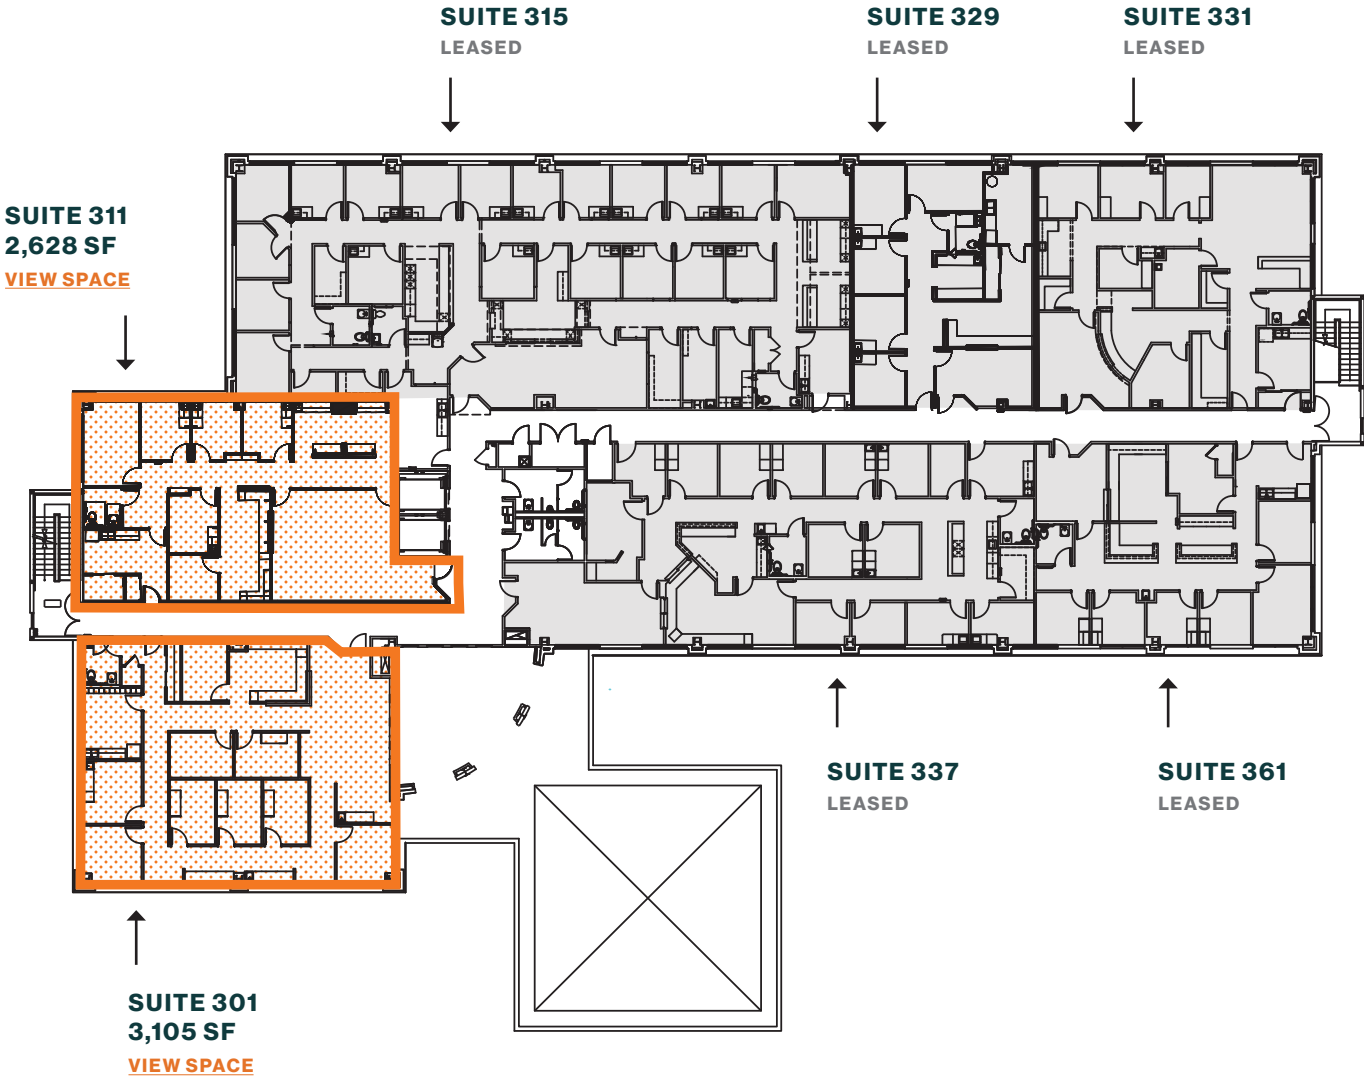 SUITE 315
LEASED
SUITE 329
LEASED
SUITE 331
LEASED
SUITE 311
2,628 SF
VIEW SPACE
SUITE 337
LEASED
SUITE 361
LEASED
SUITE 301
3,105 SF
VIEW SPACE